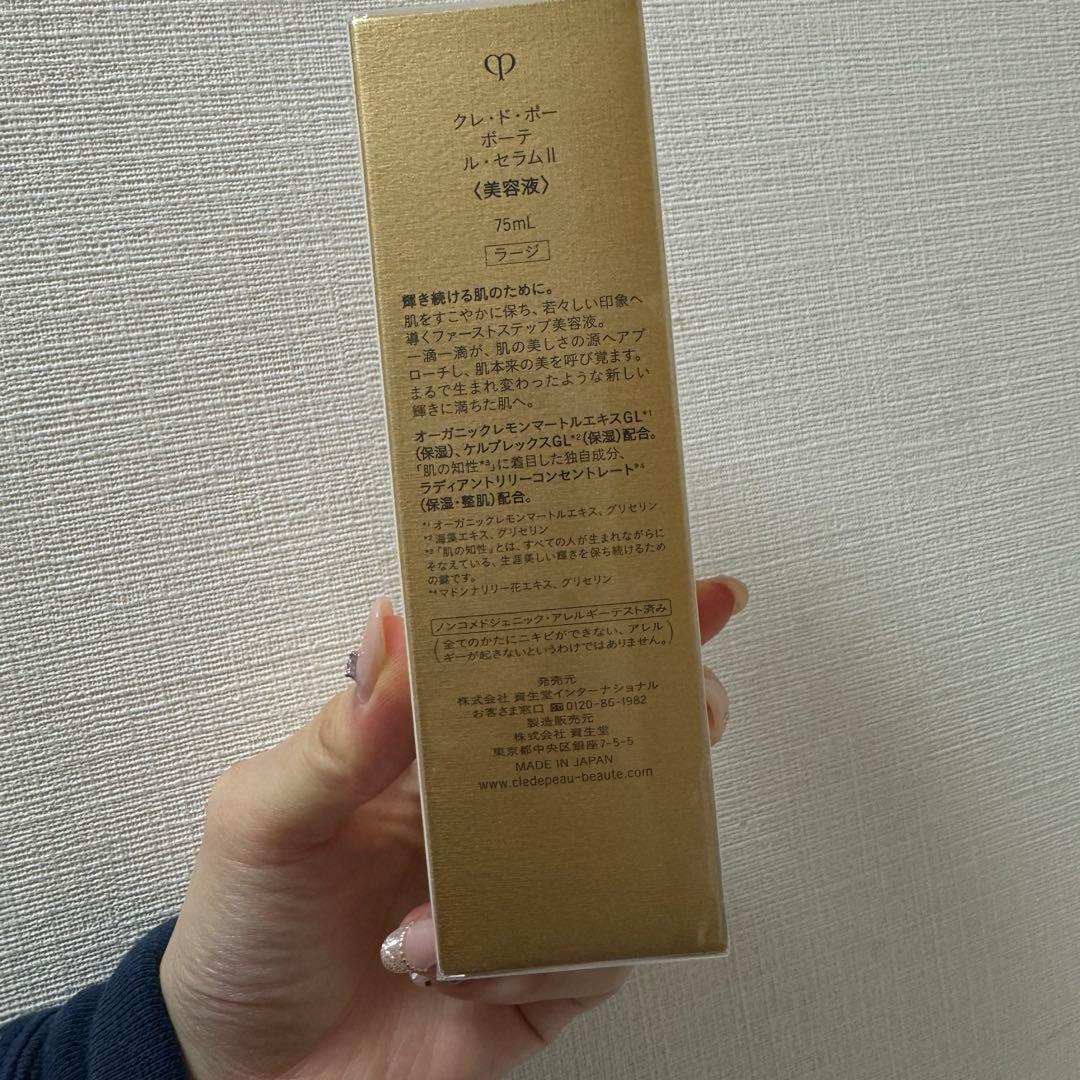 クレ・ド・ポー
ボーテ
ル・セラムⅡ
〈美容液〉
75mL
ラージ
輝き続ける肌のために。
肌をすこやかに保ち、若々しい印象へ
導くファーストステップ美容液。
一滴一滴が、肌の美しさの源へアプ
ローチし、肌本来の美を呼び覚ます。
まるで生まれ変わったような新しい
輝きに満ちた肌へ。
オーガニックレモンマートルエキスGL*1
(保湿)、ケルブレックスGL*2(保湿)配合。
「肌の知性*3」に着目した独自成分、
ラディアントリリーコンセントレート*4
(保湿・整肌)配合。
*1 オーガニックレモンマートルエキス、グリセリン
*2 海藻エキス、グリセリン
*3「肌の知性」とは、すべての人が生まれながらに
そなえている、生涯美しい輝きを保ち続けるため
の鍵です。
*4 マドンナリリー花エキス、グリセリン
ノンコメドジェニック・アレルギーテスト済み
(全てのかたにニキビができない、アレル
ギーが起きないというわけではありません。)
発売元
株式会社 資生堂インターナショナル
お客さま窓口 0120-86-1982
製造販売元
株式会社 資生堂
東京都中央区銀座7-5-5
MADE IN JAPAN
www.cledepeau-beaute.com